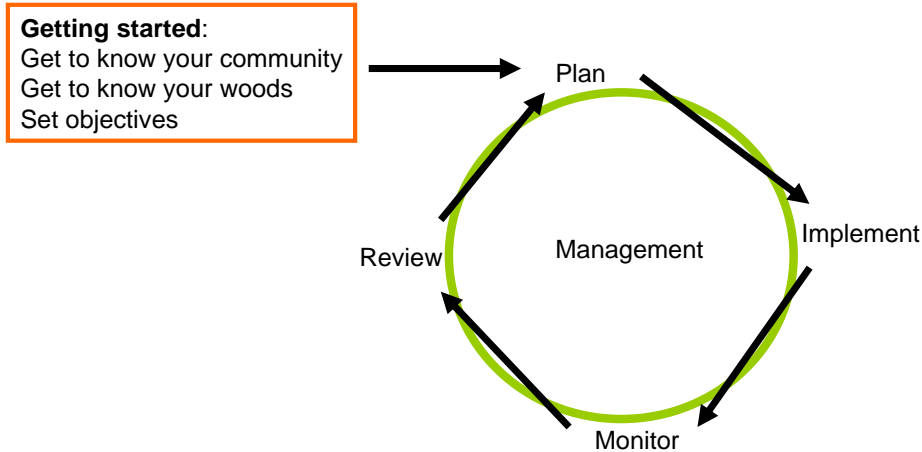 Getting started:
Get to know your community
Get to know your woods
Set objectives
Plan
Implement
Review
Management
Monitor